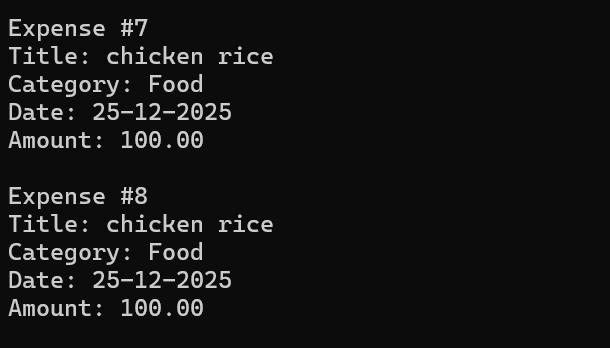 Expense #7
Title: chicken rice
Category: Food
Date: 25-12-2025
Amount: 100.00
Expense #8
Title: chicken rice
Category: Food
Date: 25-12-2025
Amount: 100.00